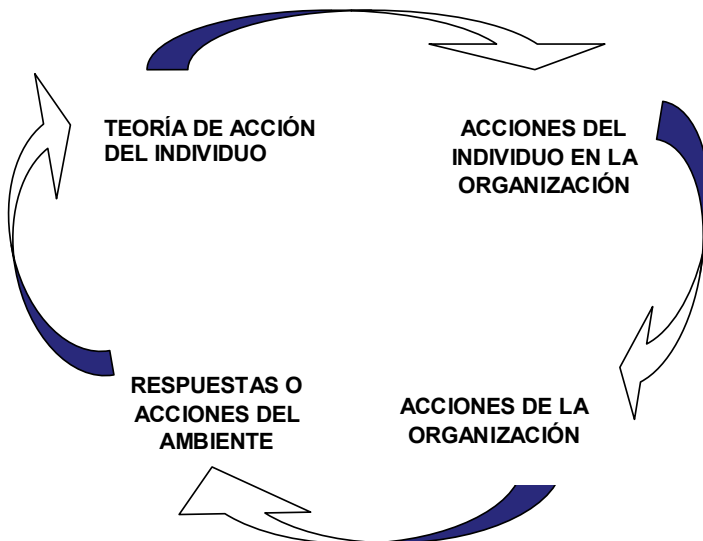 TEORÍA DE ACCIÓN
DEL INDIVIDUO
ACCIONES DEL
INDIVIDUO EN LA
ORGANIZACIÓN
RESPUESTAS O
ACCIONES DEL
AMBIENTE
ACCIONES DE LA
ORGANIZACIÓN